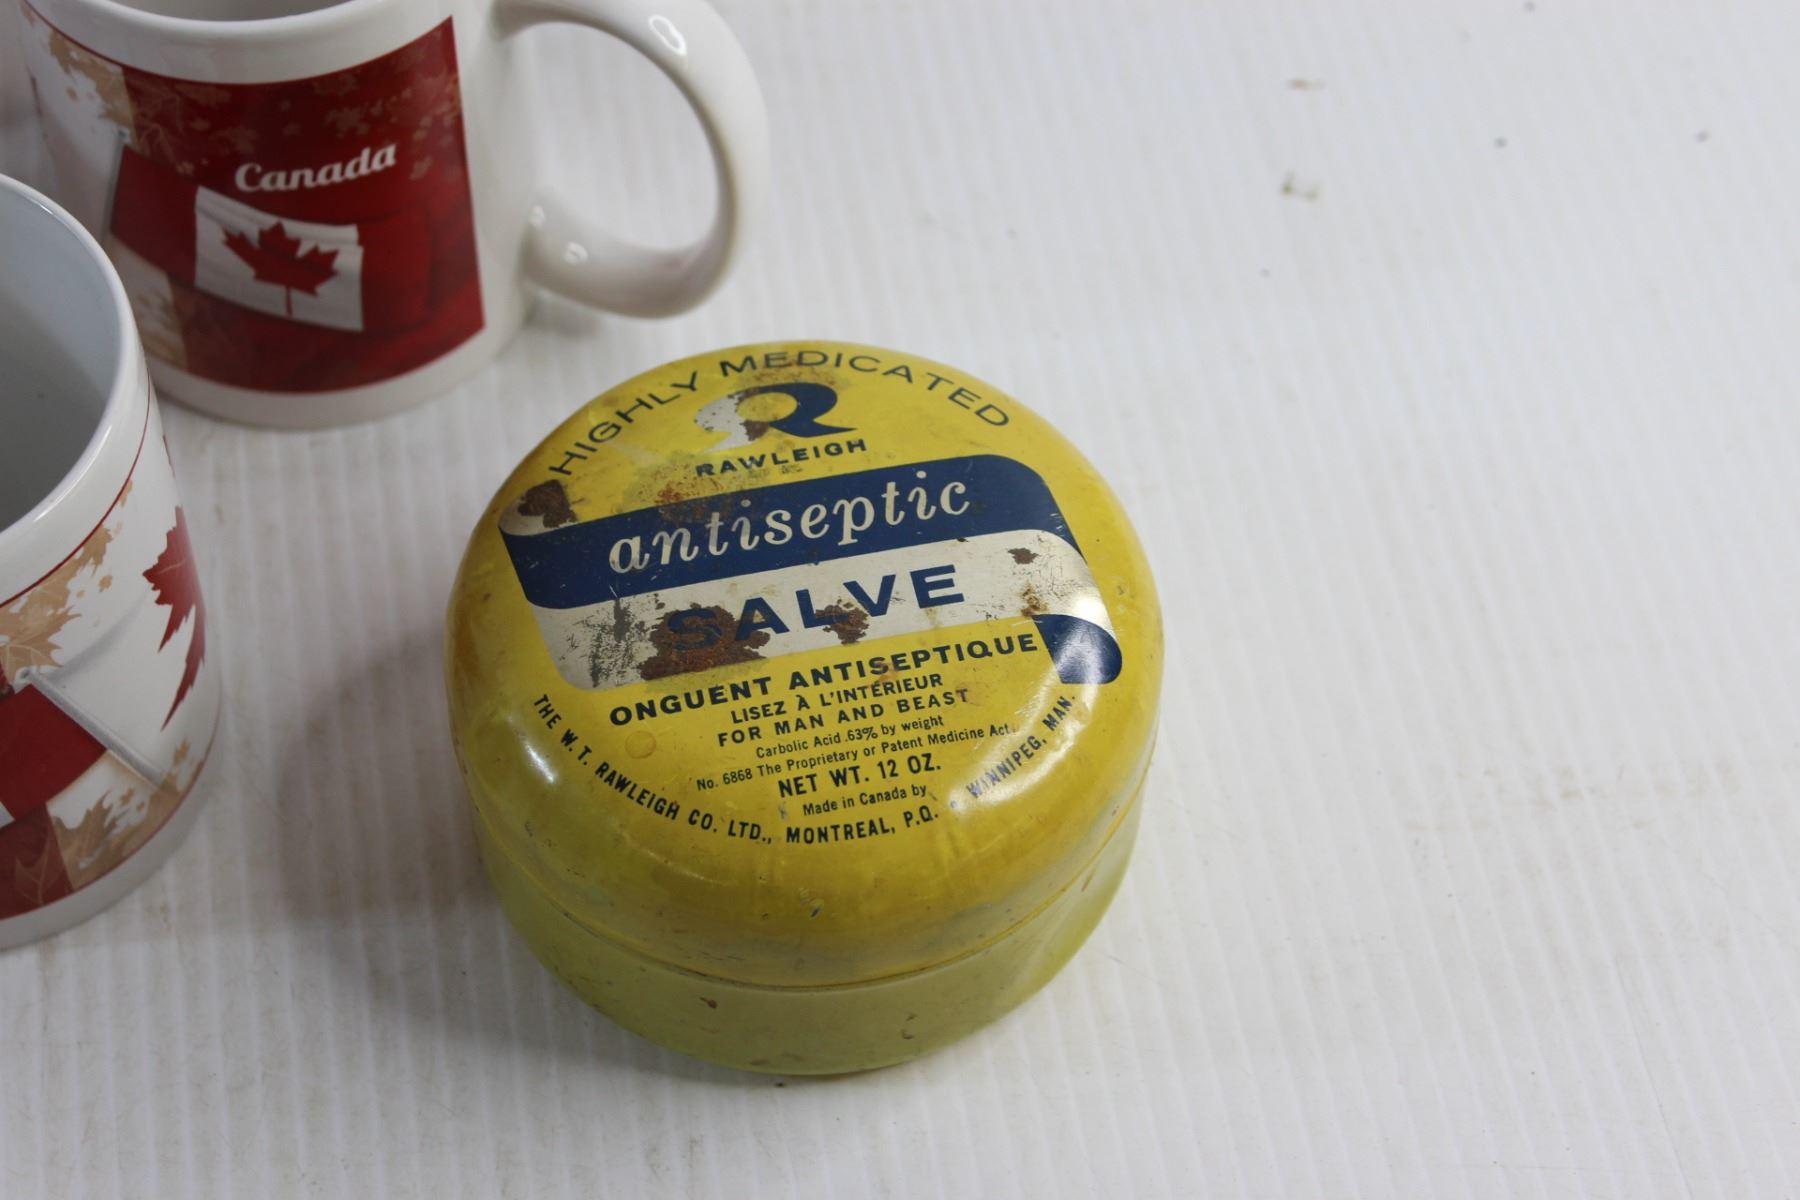 Canada
HIGHLY MEDICATED
R
RAWLEIGH
antiseptic
SALVE
ONGUENT ANTISEPTIQUE
LISEZ À L'INTÉRIEUR
FOR MAN AND BEAST
Carbolic Acid .63% by weight
No. 6868 The Proprietary or Patent Medicine Act.
NET WT. 12 OZ.
Made in Canada by
THE W. T. RAWLEIGH CO. LTD., MONTREAL, P.Q. & WINNIPEG, MAN.